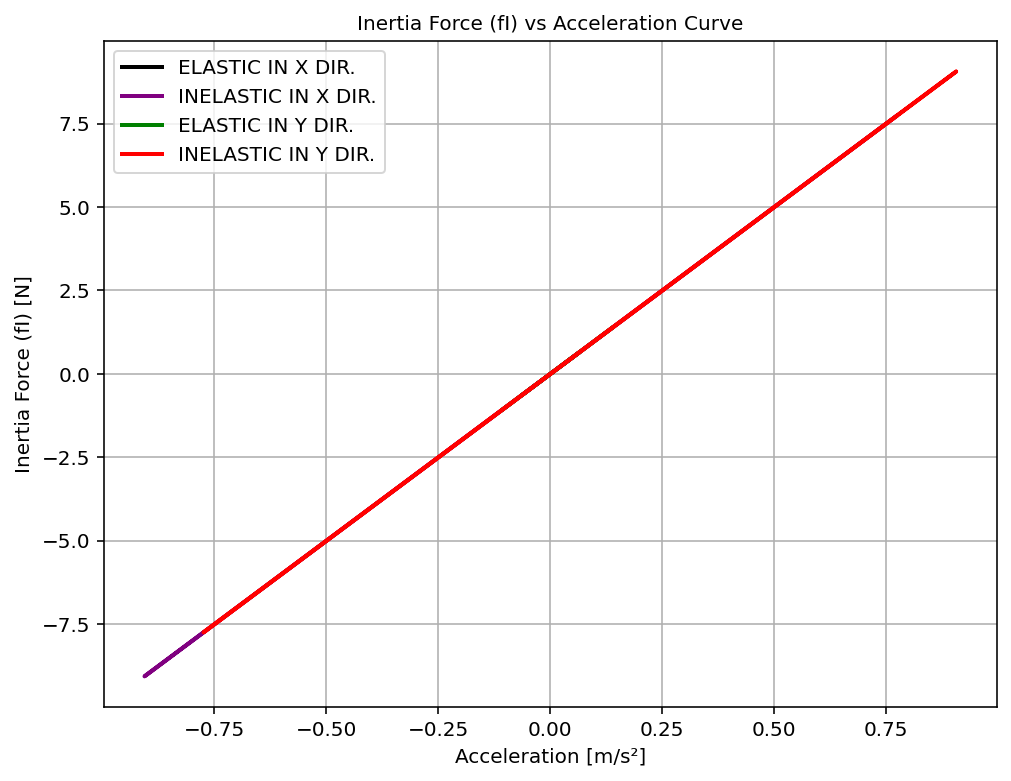 Inertia Force (fI) vs Acceleration Curve
ELASTIC IN X DIR.
INELASTIC IN X DIR.
ELASTIC IN Y DIR.
INELASTIC IN Y DIR.
7.5
5.0
2.5
0.0
−2.5
−5.0
−7.5
Inertia Force (fI) [N]
−0.75
−0.50
−0.25
0.00
0.25
0.50
0.75
Acceleration [m/s²]